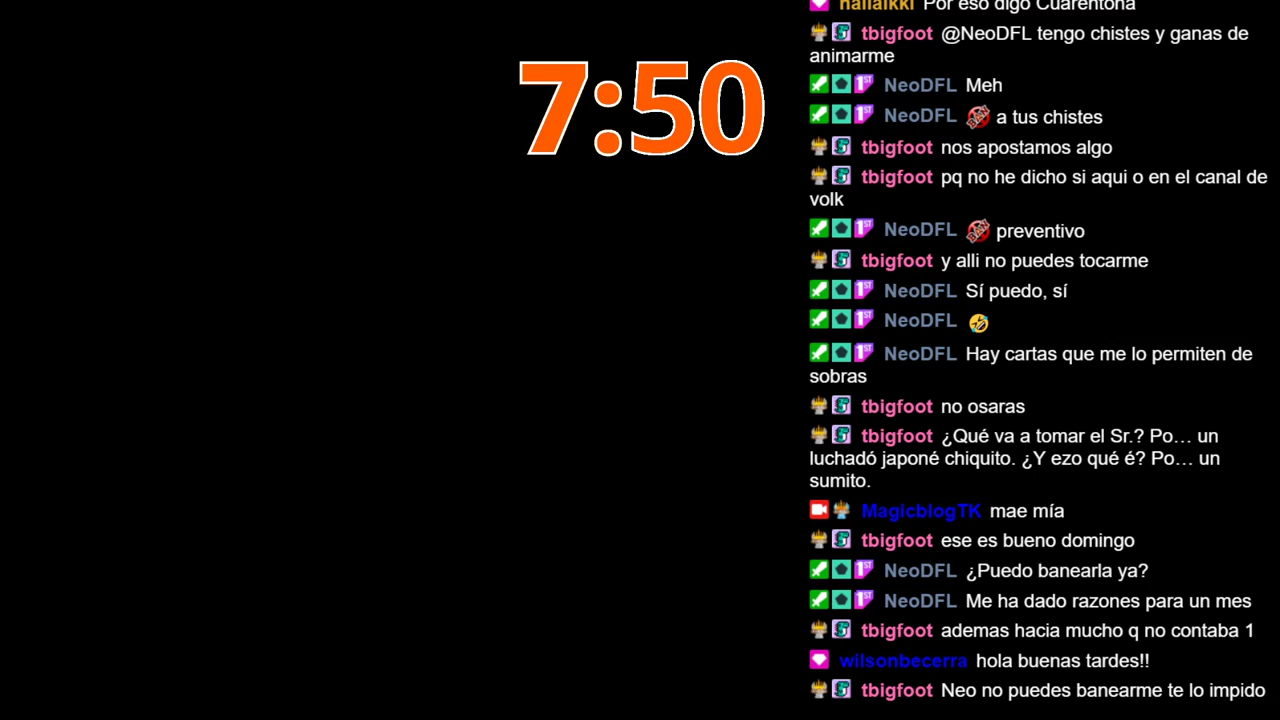 7:50
hallaikki Por eso digo Cuarentona
tbigfoot @NeoDFL tengo chistes y ganas de
animarme
NeoDFL Meh
NeoDFL a tus chistes
tbigfoot nos apostamos algo
tbigfoot pq no he dicho si aqui o en el canal de
volk
NeoDFL preventivo
tbigfoot y alli no puedes tocarme
NeoDFL Sí puedo, sí
NeoDFL 🤣
NeoDFL Hay cartas que me lo permiten de
sobras
tbigfoot no osaras
tbigfoot ¿Qué va a tomar el Sr.? Po… un
luchadó japoné chiquito. ¿Y ezo qué é? Po… un
sumito.
MagicblogTK mae mía
tbigfoot ese es bueno domingo
NeoDFL ¿Puedo banearla ya?
NeoDFL Me ha dado razones para un mes
tbigfoot ademas hacia mucho q no contaba 1
wilsonbecerra hola buenas tardes!!
tbigfoot Neo no puedes banearme te lo impido